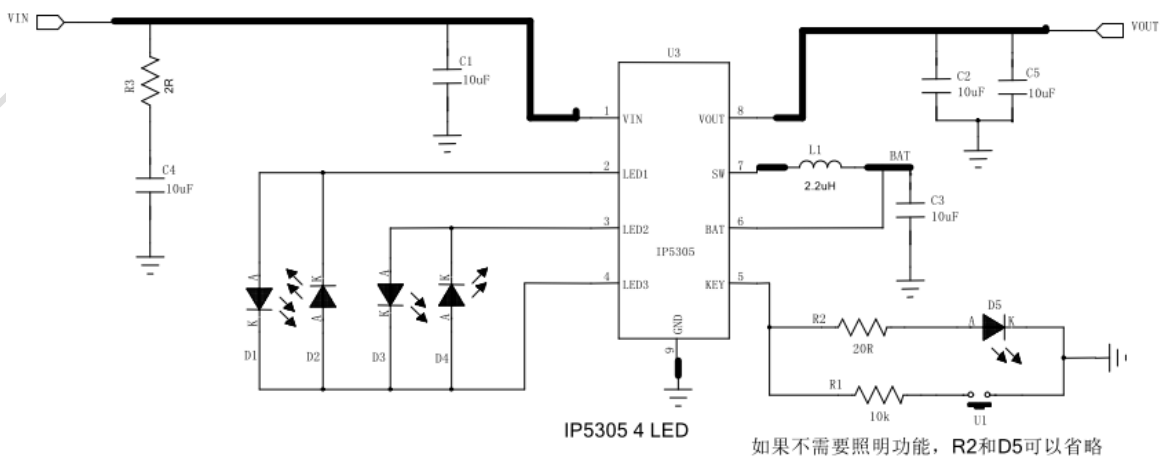 VIN
VOUT
U3
R3
2R
C1
10uF
C2
10uF
C5
10uF
1
VIN
VOUT
8
L1
BAT
C4
10uF
2
LED1
SW
7
2.2uH
C3
10uF
3
LED2
BAT
6
IP5305
A
K
A
K
4
LED3
KEY
5
K
A
K
A
D1
D2
D3
D4
GND
9
R2
20R
D5
A
K
R1
10k
U1
IP5305 4 LED
如果不需要照明功能，R2和D5可以省略